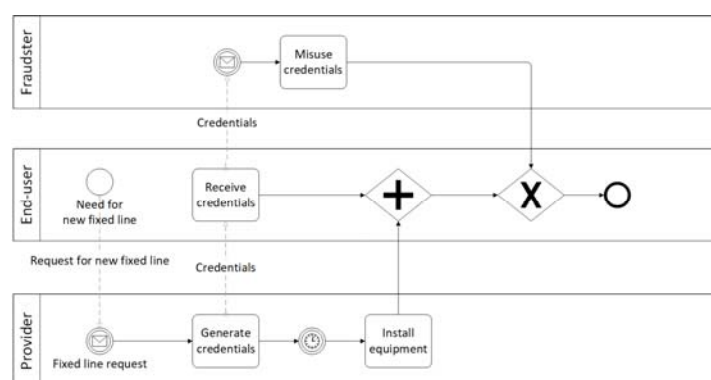 Fraudster
Misuse
credentials
Credentials
End-user
Need for
new fixed line
Receive
credentials
X
Request for new fixed line
Credentials
Provider
Fixed line request
Generate
credentials
Install
equipment